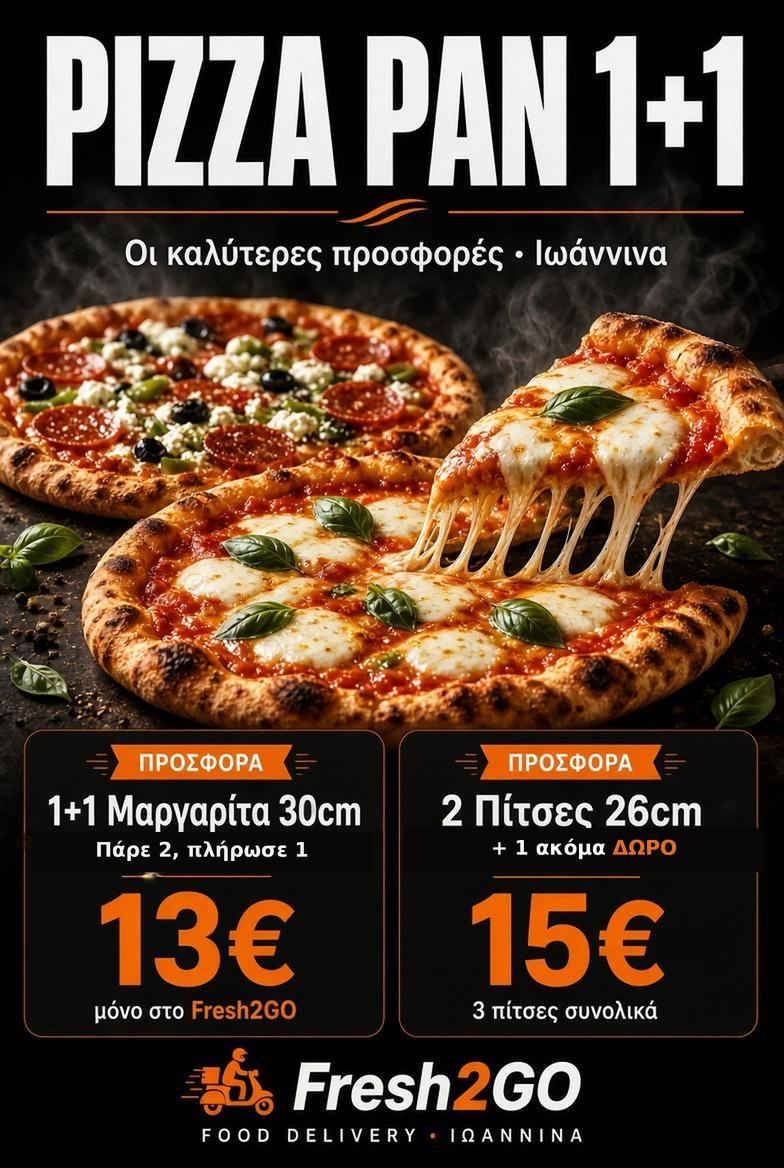 PIZZA PAN 1+1
Οι καλύτερες προσφορές • Ιωάννινα
ΠΡΟΣΦΟΡΑ
1+1 Μαργαρίτα 30cm
Πάρε 2, πλήρωσε 1
13€
μόνο στο Fresh2GO
ΠΡΟΣΦΟΡΑ
2 Πίτσες 26cm
+ 1 ακόμα ΔΩΡΟ
15€
3 πίτσες συνολικά
Fresh2GO
FOOD DELIVERY • ΙΩΑΝΝΙΝΑ